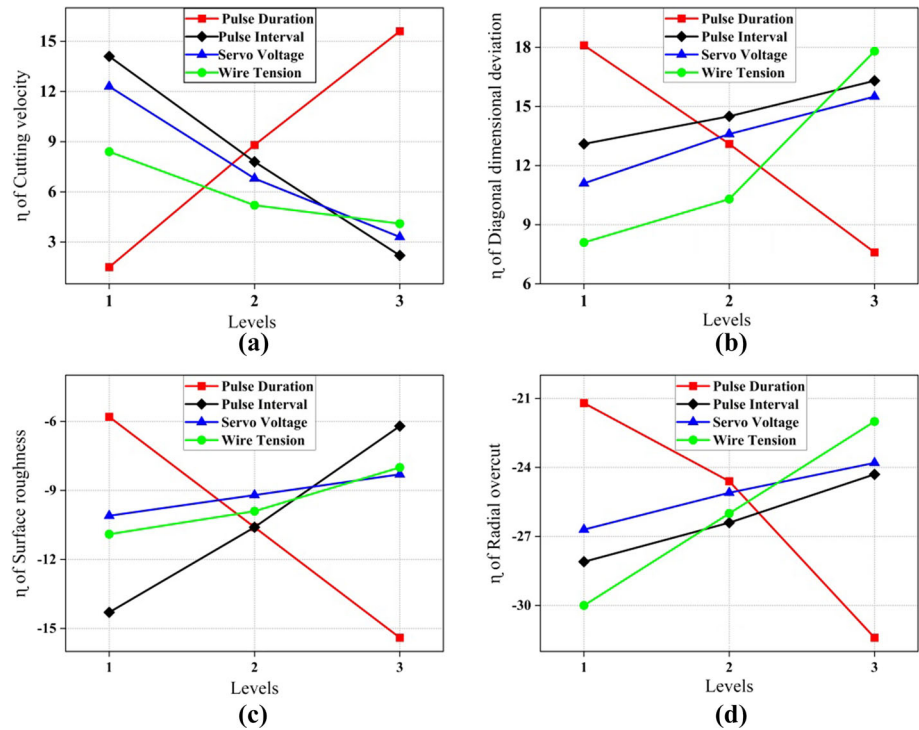 Pulse Duration
Pulse Interval
Servo Voltage
Wire Tension
15
12
9
6
3
η of Cutting velocity
1
2
3
Levels
(a)
Pulse Duration
Pulse Interval
Servo Voltage
Wire Tension
18
15
12
9
6
η of Diagonal dimensional deviation
1
2
3
Levels
(b)
Pulse Duration
Pulse Interval
Servo Voltage
Wire Tension
-6
-9
-12
-15
η of Surface roughness
1
2
3
Levels
(c)
Pulse Duration
Pulse Interval
Servo Voltage
Wire Tension
-21
-24
-27
-30
η of Radial overcut
1
2
3
Levels
(d)